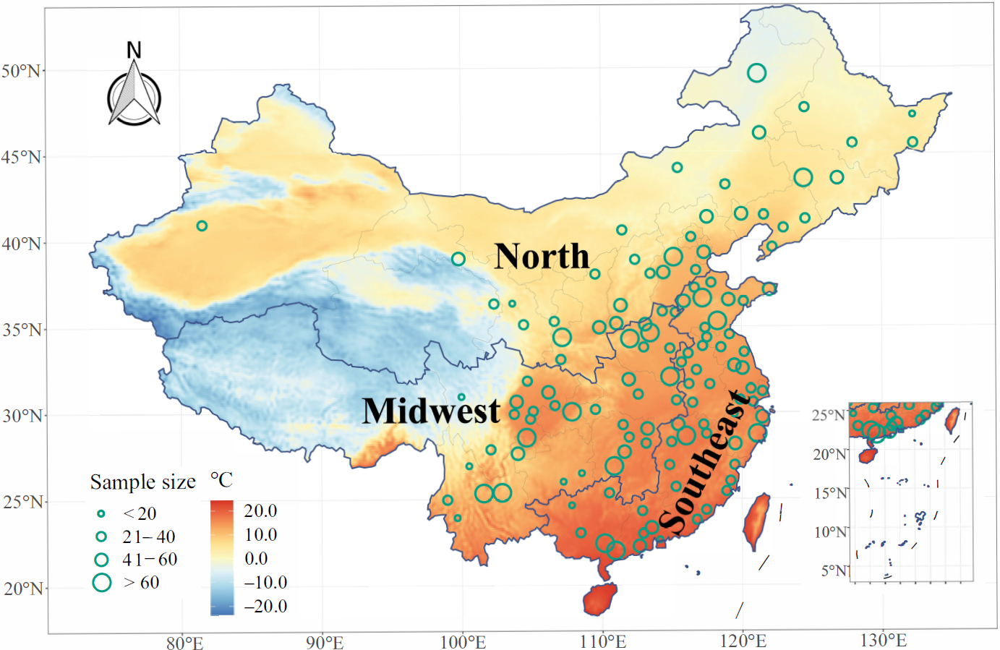 N
50°N
45°N
40°N
35°N
30°N
25°N
20°N
North
Midwest
Southeast
Sample size
< 20
21–40
41–60
> 60
°C
20.0
10.0
0.0
–10.0
–20.0
25°N
20°N
15°N
10°N
5°N
80°E
90°E
100°E
110°E
120°E
130°E